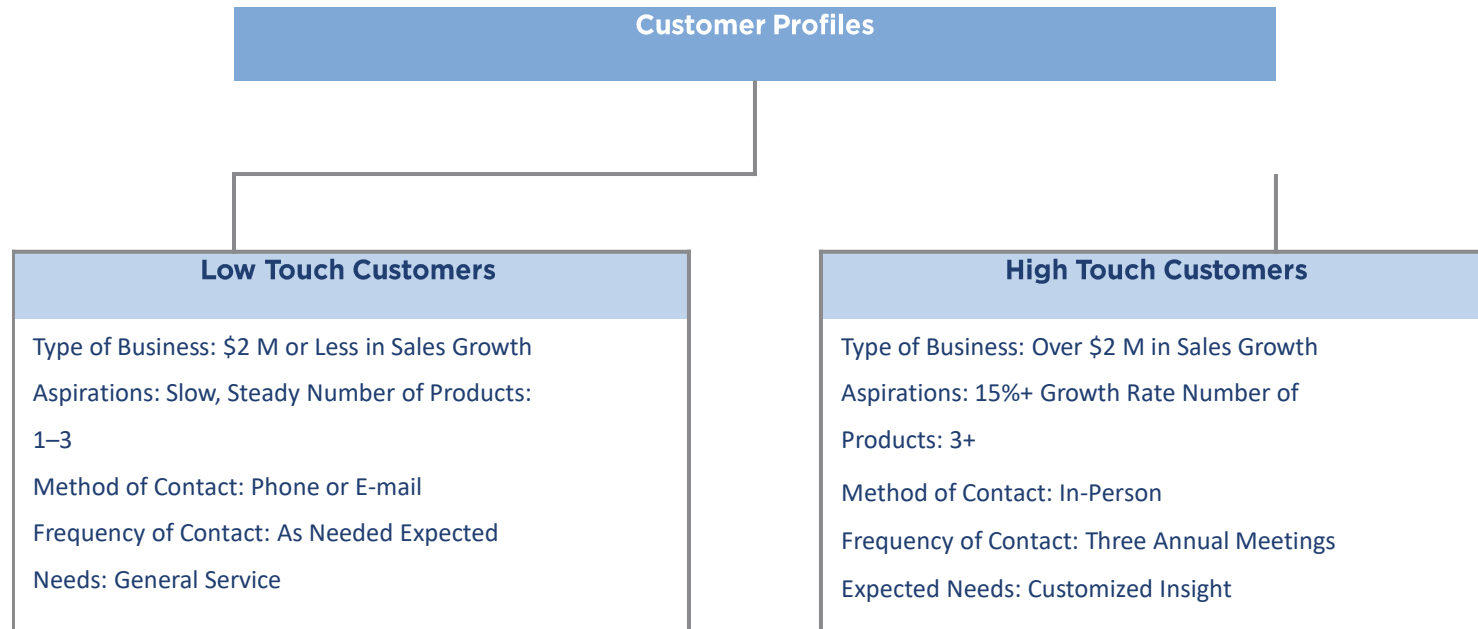 Customer Profiles
Low Touch Customers
Type of Business: $2 M or Less in Sales Growth
Aspirations: Slow, Steady Number of Products:
1–3
Method of Contact: Phone or E-mail
Frequency of Contact: As Needed Expected
Needs: General Service
High Touch Customers
Type of Business: Over $2 M in Sales Growth
Aspirations: 15%+ Growth Rate Number of
Products: 3+
Method of Contact: In-Person
Frequency of Contact: Three Annual Meetings
Expected Needs: Customized Insight